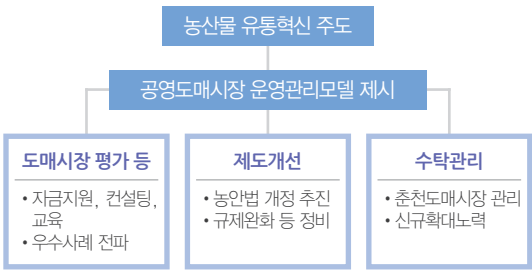 농산물 유통혁신 주도
공영도매시장 운영관리모델 제시
도매시장 평가 등
• 자금지원, 컨설팅,
교육
• 우수사례 전파
제도개선
• 농안법 개정 추진
• 규제완화 등 정비
수탁관리
• 춘천도매시장 관리
• 신규확대노력